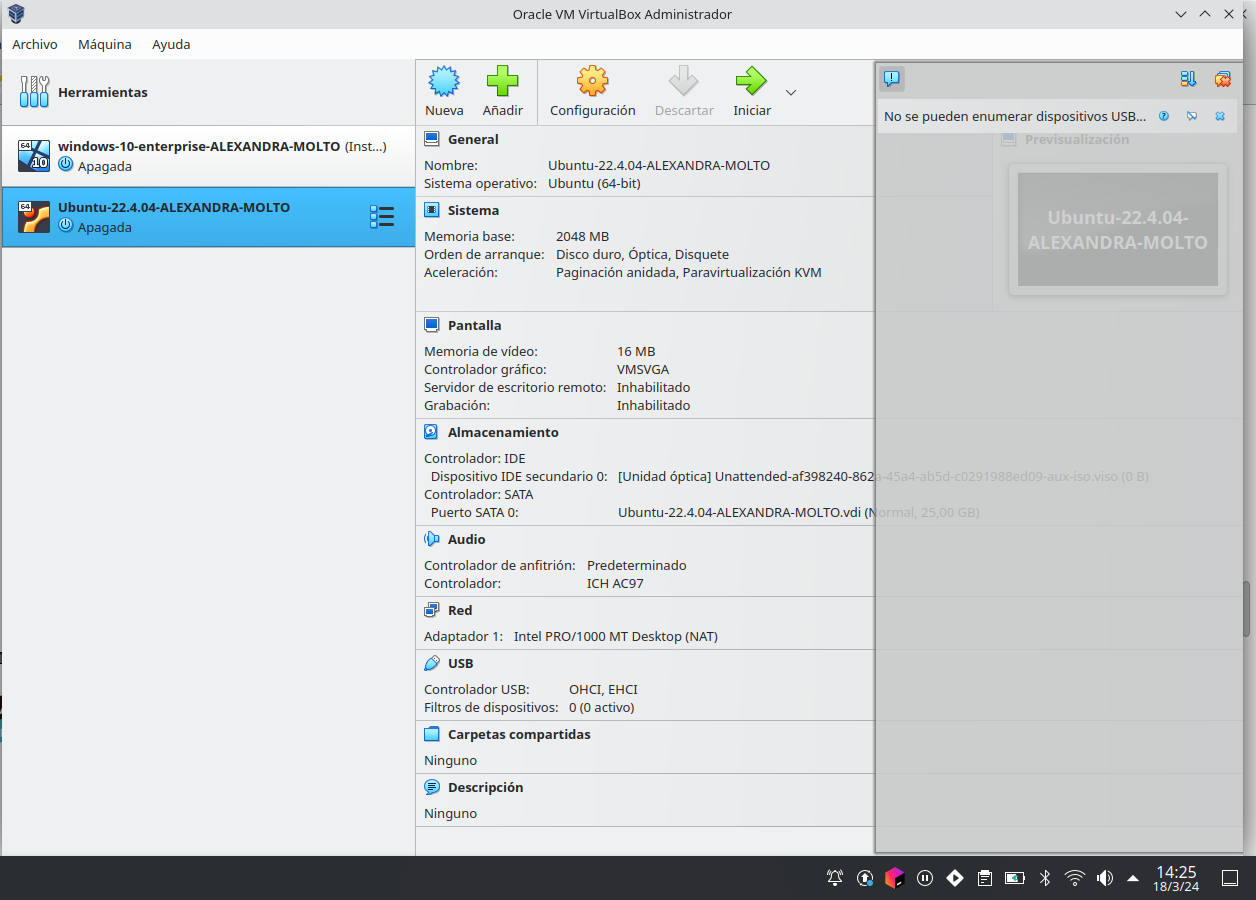 Oracle VM VirtualBox Administrador
Archivo Máquina Ayuda
Herramientas
Nueva Añadir Configuración Descartar Iniciar
windows-10-enterprise-ALEXANDRA-MOLTO (Inst...)
64
10
Apagada
Ubuntu-22.4.04-ALEXANDRA-MOLTO
64
Apagada
General
Nombre: Ubuntu-22.4.04-ALEXANDRA-MOLTO
Sistema operativo: Ubuntu (64-bit)
Sistema
Memoria base: 2048 MB
Orden de arranque: Disco duro, Óptica, Disquete
Aceleración: Paginación anidada, Paravirtualización KVM
Pantalla
Memoria de vídeo: 16 MB
Controlador gráfico: VMSVGA
Servidor de escritorio remoto: Inhabilitado
Grabación: Inhabilitado
Almacenamiento
Controlador: IDE
Dispositivo IDE secundario 0: [Unidad óptica] Unattended-af398240-862a-45a4-ab5d-c0291988ed09-aux-iso.viso (0 B)
Controlador: SATA
Puerto SATA 0: Ubuntu-22.4.04-ALEXANDRA-MOLTO.vdi (Normal, 25,00 GB)
Audio
Controlador de anfitrión: Predeterminado
Controlador: ICH AC97
Red
Adaptador 1: Intel PRO/1000 MT Desktop (NAT)
USB
Controlador USB: OHCI, EHCI
Filtros de dispositivos: 0 (0 activo)
Carpetas compartidas
Ninguno
Descripción
Ninguno
No se pueden enumerar dispositivos USB...
Previsualización
Ubuntu-22.4.04-
ALEXANDRA-MOLTO
14:25
18/3/24